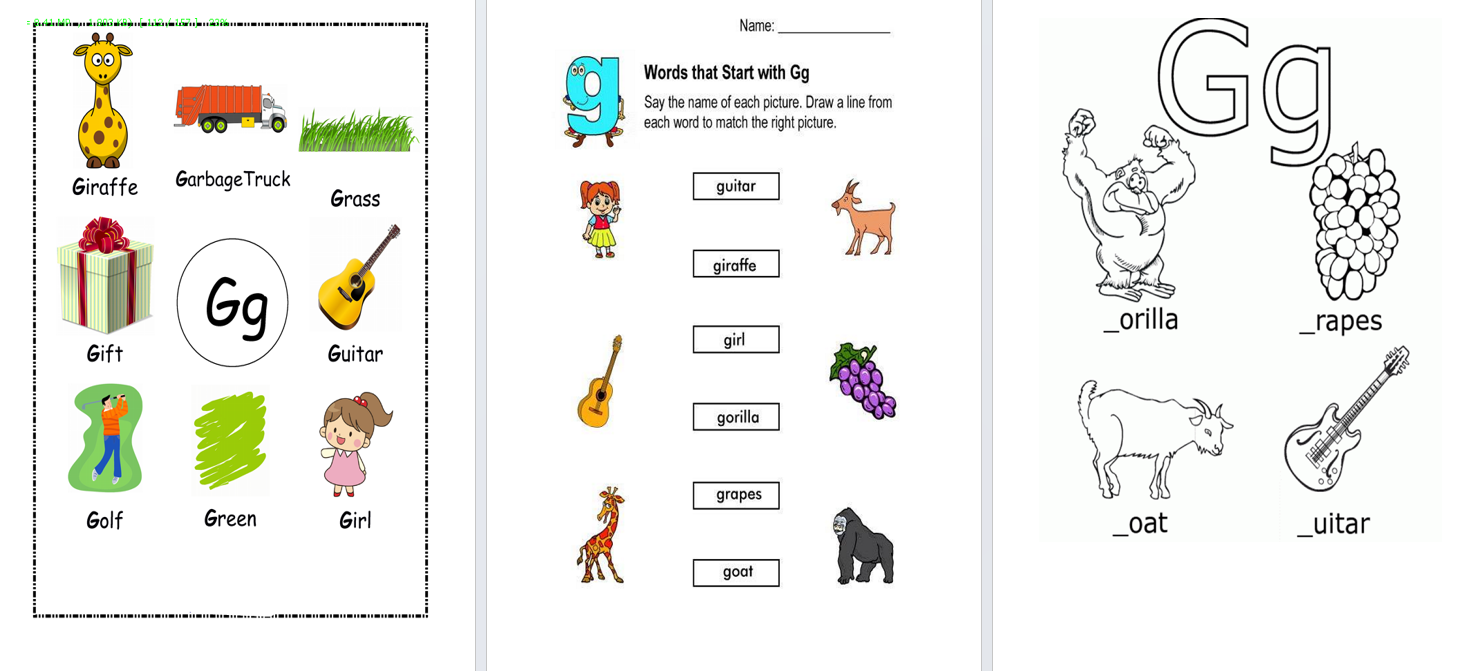 Giraffe
GarbageTruck
Grass
Gift
Gg
Guitar
Golf
Green
Girl
Name: _______________
g
Words that Start with Gg
Say the name of each picture. Draw a line from
each word to match the right picture.
guitar
giraffe
girl
gorilla
grapes
goat
Gg
_orilla
_rapes
_oat
_uitar